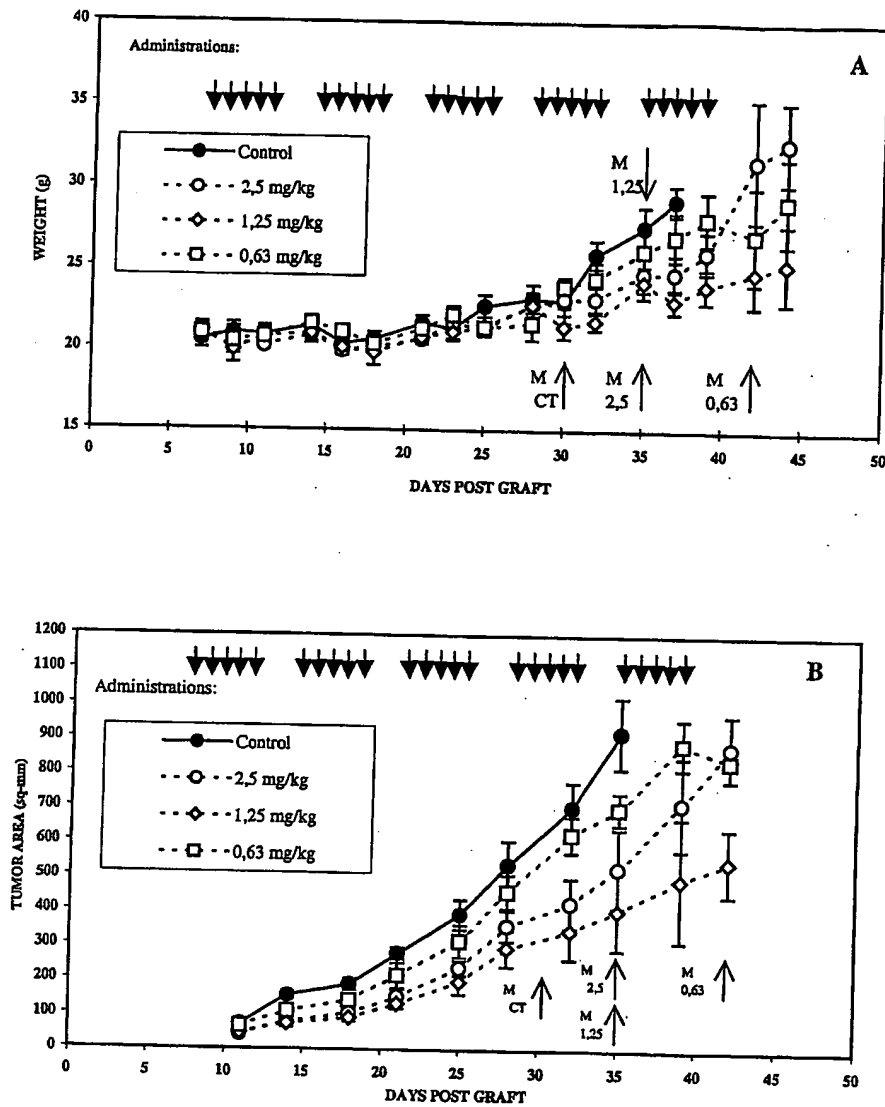 40
Administrations:
A
35
Control
2,5 mg/kg
1,25 mg/kg
0,63 mg/kg
M
1,25
30
WEIGHT (g)
25
20
M
CT
M
2,5
M
0,63
15
0 5 10 15 20 25 30 35 40 45 50
DAYS POST GRAFT
1200
1100
B
Administrations:
1000
900
Control
2,5 mg/kg
1,25 mg/kg
0,63 mg/kg
800
700
600
TUMOR AREA (sq-mm)
500
400
300
200
M
CT
M
2,5
M
0,63
100
M
1,25
0
0 5 10 15 20 25 30 35 40 45 50
DAYS POST GRAFT